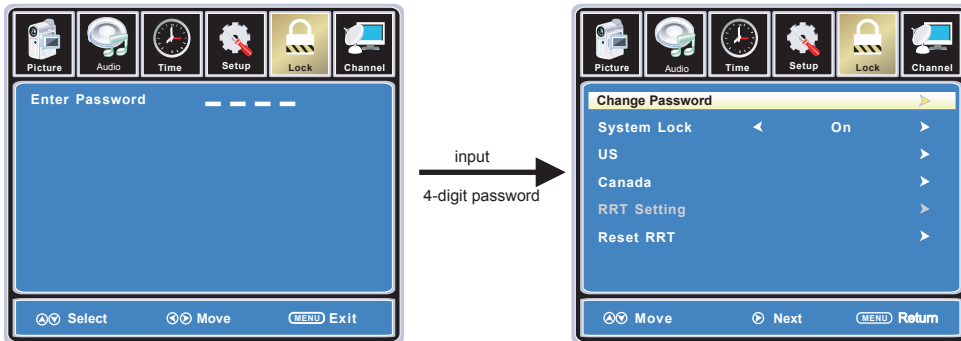 Picture Audio Time Setup Lock Channel
Enter Password
Select Move MENU Exit
input
4-digit password
Picture Audio Time Setup Lock Channel
Change Password
System Lock On
US
Canada
RRT Setting
Reset RRT
Move Next MENU Return